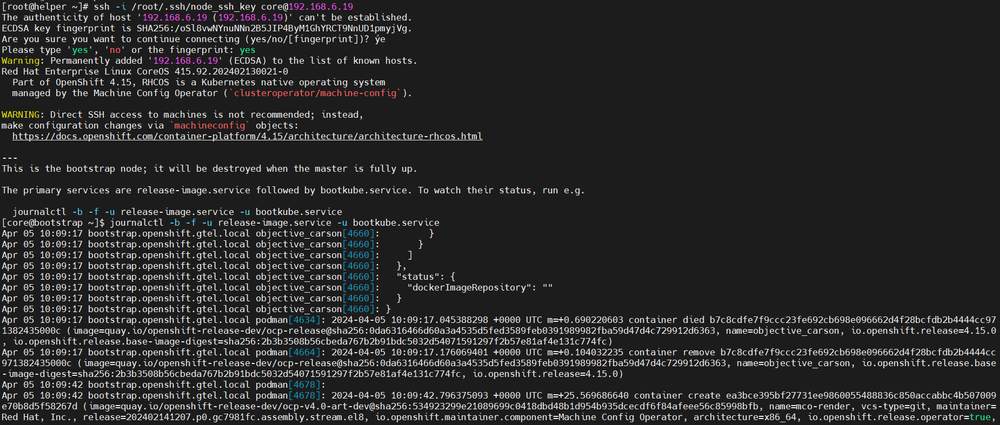 [root@helper ~]# ssh -i /root/.ssh/node_ssh_key core@192.168.6.19
The authenticity of host '192.168.6.19 (192.168.6.19)' can't be established.
ECDSA key fingerprint is SHA256:/oSl8vwNYnuNNn2B5JIP4ByM1GhYRCT9NnUD1pmyjVg.
Are you sure you want to continue connecting (yes/no/[fingerprint])? ýe
Please type 'yes', 'no' or the fingerprint: yes
Warning: Permanently added '192.168.6.19' (ECDSA) to the list of known hosts.
Red Hat Enterprise Linux CoreOS 415.92.202402130021-0
  Part of OpenShift 4.15, RHCOS is a Kubernetes native operating system
  managed by the Machine Config Operator (`clusteroperator/machine-config`).

WARNING: Direct SSH access to machines is not recommended; instead,
make configuration changes via `machineconfig` objects:
  https://docs.openshift.com/container-platform/4.15/architecture/architecture-rhcos.html

---
This is the bootstrap node; it will be destroyed when the master is fully up.

The primary services are release-image.service followed by bootkube.service. To watch their status, run e.g.

  journalctl -b -f -u release-image.service -u bootkube.service
[core@bootstrap ~]$ journalctl -b -f -u release-image.service -u bootkube.service
Apr 05 10:09:17 bootstrap.openshift.gtel.local objective_carson[4660]:         }
Apr 05 10:09:17 bootstrap.openshift.gtel.local objective_carson[4660]:       }
Apr 05 10:09:17 bootstrap.openshift.gtel.local objective_carson[4660]:     ]
Apr 05 10:09:17 bootstrap.openshift.gtel.local objective_carson[4660]:   },
Apr 05 10:09:17 bootstrap.openshift.gtel.local objective_carson[4660]:   "status": {
Apr 05 10:09:17 bootstrap.openshift.gtel.local objective_carson[4660]:     "dockerImageRepository": ""
Apr 05 10:09:17 bootstrap.openshift.gtel.local objective_carson[4660]:   }
Apr 05 10:09:17 bootstrap.openshift.gtel.local objective_carson[4660]: }
Apr 05 10:09:17 bootstrap.openshift.gtel.local podman[4634]: 2024-04-05 10:09:17.045388298 +0000 UTC m=+0.690220603 container died b7c8cdfe7f9ccc23fe692cb698e096662d4f28bcfdb2b4444cc97
1382435000c (image=quay.io/openshift-release-dev/ocp-release@sha256:0da6316466d60a3a4535d5fed3589feb0391989982fba59d47d4c729912d6363, name=objective_carson, io.openshift.release=4.15.0
, io.openshift.release.base-image-digest=sha256:2b3b3508b56cbeda767b2b91bdc5032d54071591297f2b57e81af4e131c774fc)
Apr 05 10:09:17 bootstrap.openshift.gtel.local podman[4664]: 2024-04-05 10:09:17.176069401 +0000 UTC m=+0.104032235 container remove b7c8cdfe7f9ccc23fe692cb698e096662d4f28bcfdb2b4444cc
971382435000c (image=quay.io/openshift-release-dev/ocp-release@sha256:0da6316466d60a3a4535d5fed3589feb0391989982fba59d47d4c729912d6363, name=objective_carson, io.openshift.release.base
-image-digest=sha256:2b3b3508b56cbeda767b2b91bdc5032d54071591297f2b57e81af4e131c774fc, io.openshift.release=4.15.0)
Apr 05 10:09:42 bootstrap.openshift.gtel.local podman[4678]:
Apr 05 10:09:42 bootstrap.openshift.gtel.local podman[4678]: 2024-04-05 10:09:42.796375093 +0000 UTC m=+25.569686640 container create ea3bce395bf27731ee9860055488836c850accabbc4b507009
e70b8d5f58267d (image=quay.io/openshift-release-dev/ocp-v4.0-art-dev@sha256:534923299e21089699c0418dbd48b1d954b935dcecdf6f84afeee56c85998bfb, name=mco-render, vcs-type=git, maintainer=
Red Hat, Inc., release=202402141207.p0.gc7981fc.assembly.stream.el8, io.openshift.maintainer.component=Machine Config Operator, architecture=x86_64, io.openshift.release.operator=true,